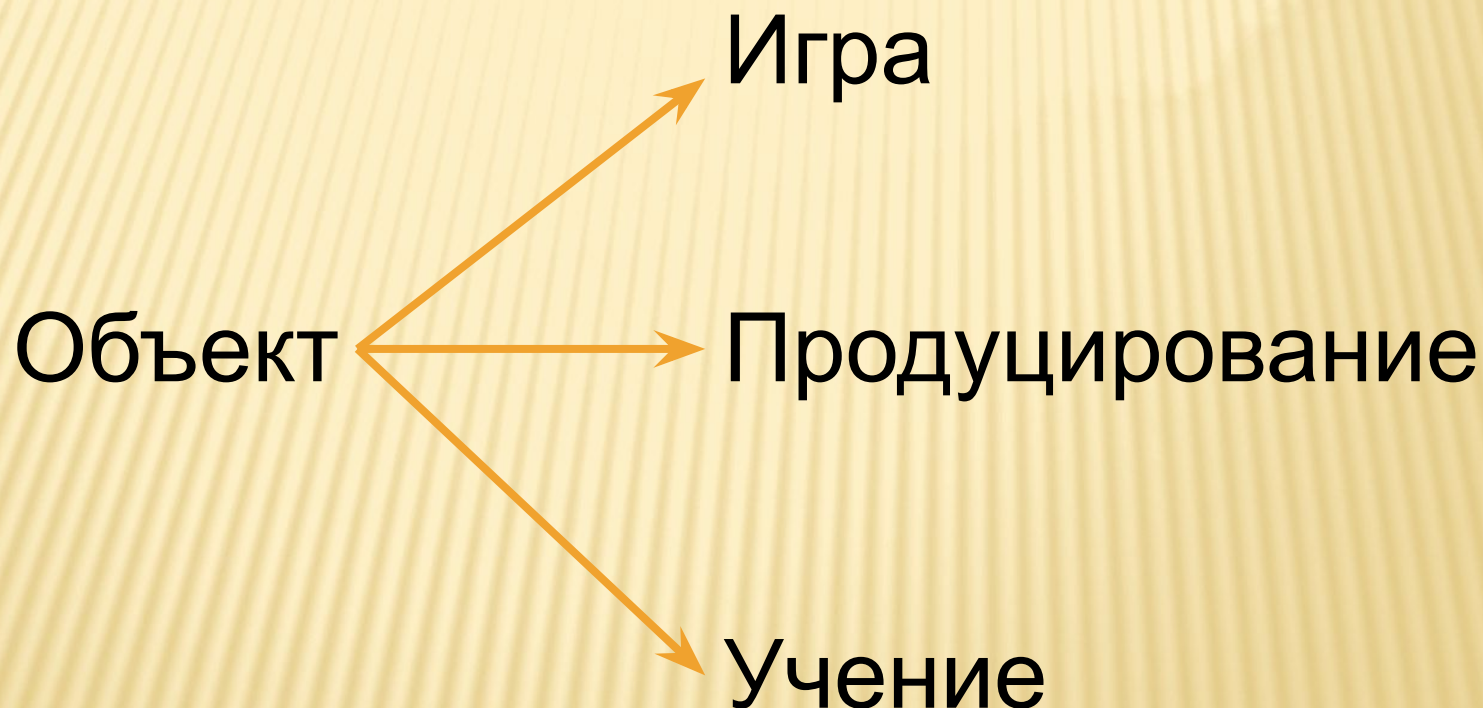 Игра
Объект
Продуцирование
Учение